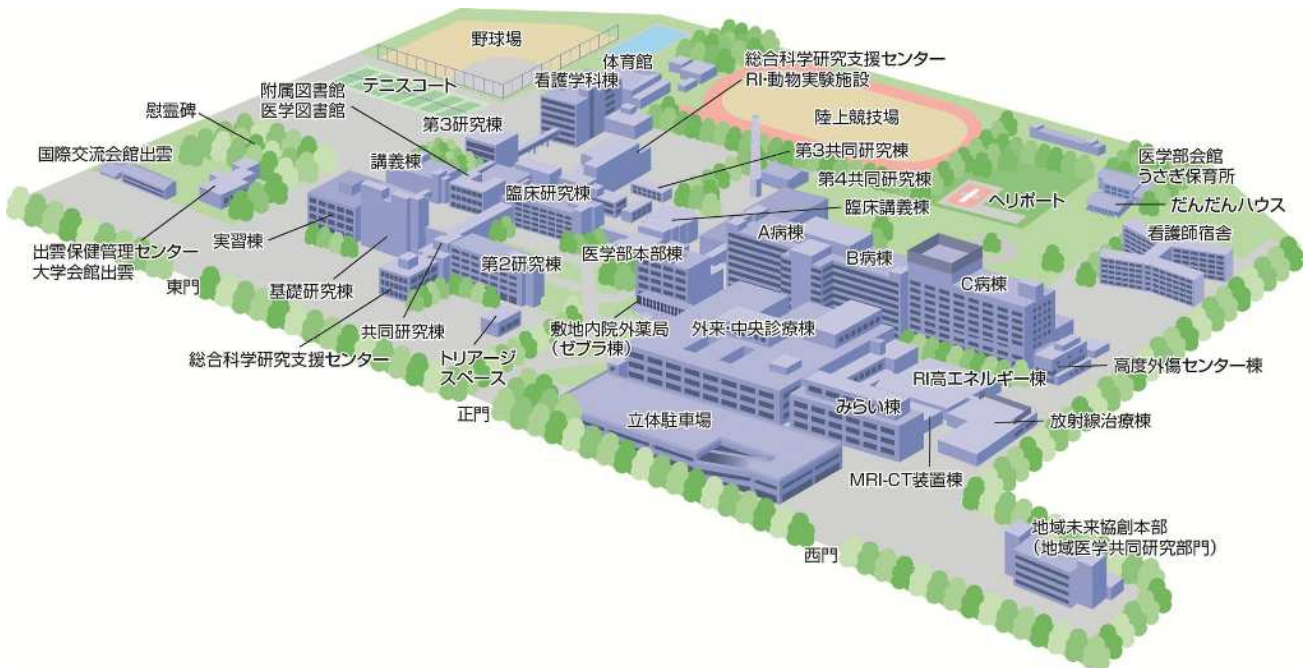 野球場
体育館
看護学科棟
テニスコート
総合科学研究支援センター
RI・動物実験施設
附属図書館
医学図書館
慰霊碑
第3研究棟
陸上競技場
国際交流会館出雲
講義棟
第3共同研究棟
医学部会館
うさぎ保育所
第4共同研究棟
臨床研究棟
ヘリポート
だんだんハウス
臨床講義棟
実習棟
A病棟
看護師宿舎
出雲保健管理センター
大学会館出雲
医学部本部棟
B病棟
第2研究棟
東門
基礎研究棟
C病棟
共同研究棟
敷地内院外薬局
（ゼブラ棟）
外来・中央診療棟
総合科学研究支援センター
トリアージ
スペース
高度外傷センター棟
RI高エネルギー棟
正門
立体駐車場
みらい棟
放射線治療棟
MRI-CT装置棟
地域未来協創本部
（地域医学共同研究部門）
西門